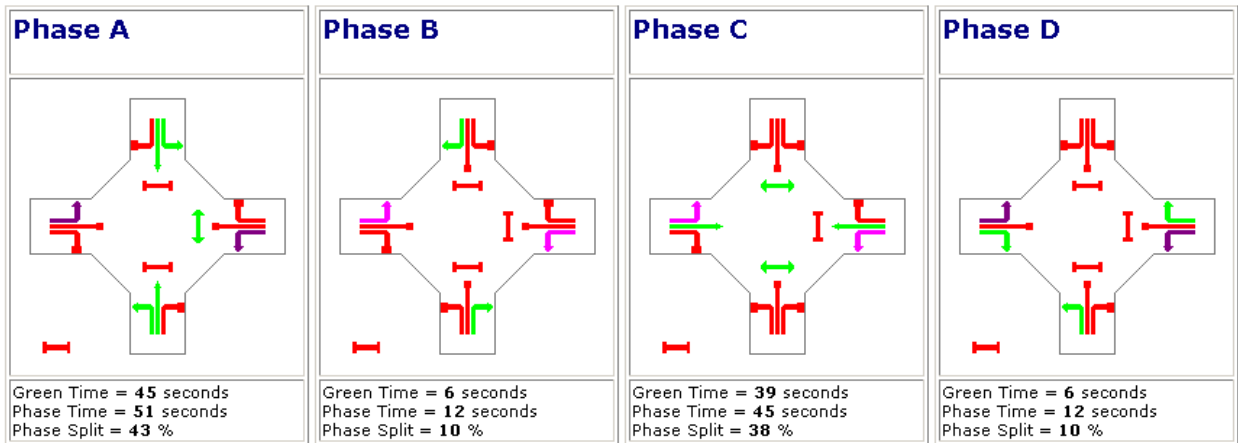 Phase A
Phase B
Phase C
Phase D
Green Time = 45 seconds
Phase Time = 51 seconds
Phase Split = 43 %
Green Time = 6 seconds
Phase Time = 12 seconds
Phase Split = 10 %
Green Time = 39 seconds
Phase Time = 45 seconds
Phase Split = 38 %
Green Time = 6 seconds
Phase Time = 12 seconds
Phase Split = 10 %